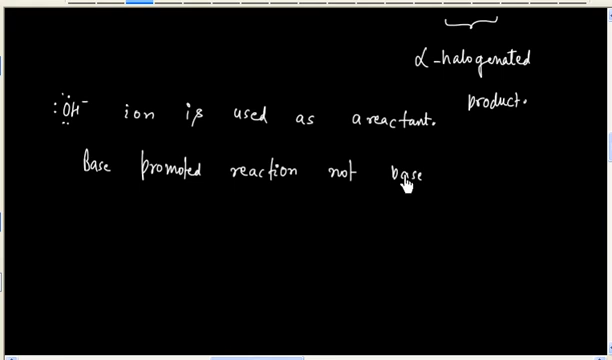 α-halogenated
product.
:ÖH⁻ ion is used as a reactant.
Base promoted reaction not base